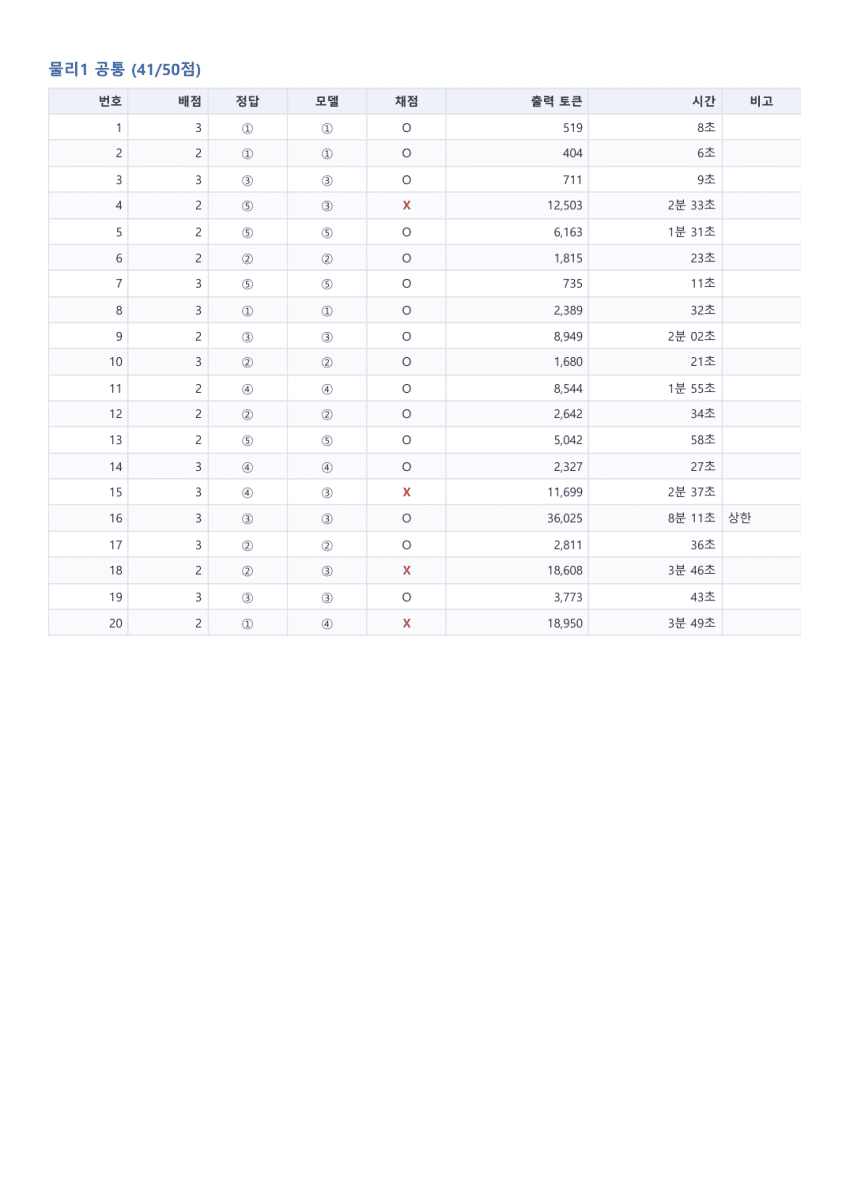 물리1 공통 (41/50점)
번호 배점 정답 모델 채점 출력 토큰 시간 비고
1 3 ① ① O 519 8초
2 2 ① ① O 404 6초
3 3 ③ ③ O 711 9초
4 2 ⑤ ③ X 12,503 2분 33초
5 2 ⑤ ⑤ O 6,163 1분 31초
6 2 ② ② O 1,815 23초
7 3 ⑤ ⑤ O 735 11초
8 3 ① ① O 2,389 32초
9 2 ③ ③ O 8,949 2분 02초
10 3 ② ② O 1,680 21초
11 2 ④ ④ O 8,544 1분 55초
12 2 ② ② O 2,642 34초
13 2 ⑤ ⑤ O 5,042 58초
14 3 ④ ④ O 2,327 27초
15 3 ④ ③ X 11,699 2분 37초
16 3 ③ ③ O 36,025 8분 11초 상한
17 3 ② ② O 2,811 36초
18 2 ② ③ X 18,608 3분 46초
19 3 ③ ③ O 3,773 43초
20 2 ① ④ X 18,950 3분 49초